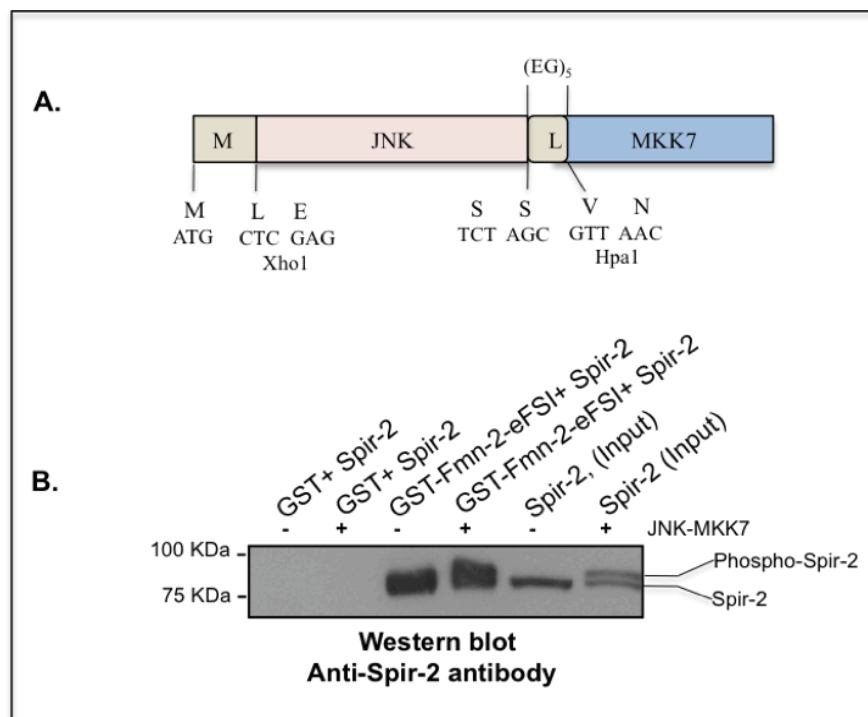 (EG)5
A.
M JNK L MKK7
M L E S S V N
ATG CTC GAG TCT AGC GTT AAC
Xho1 Hpa1
GST+ Spir-2
GST+ Spir-2
GST-Fmn-2-eFSI+ Spir-2
GST-Fmn-2-eFSI+ Spir-2
Spir-2, (Input)
Spir-2 (Input)
B.
- + - + - + JNK-MKK7
100 KDa
Phospho-Spir-2
75 KDa
Spir-2
Western blot
Anti-Spir-2 antibody